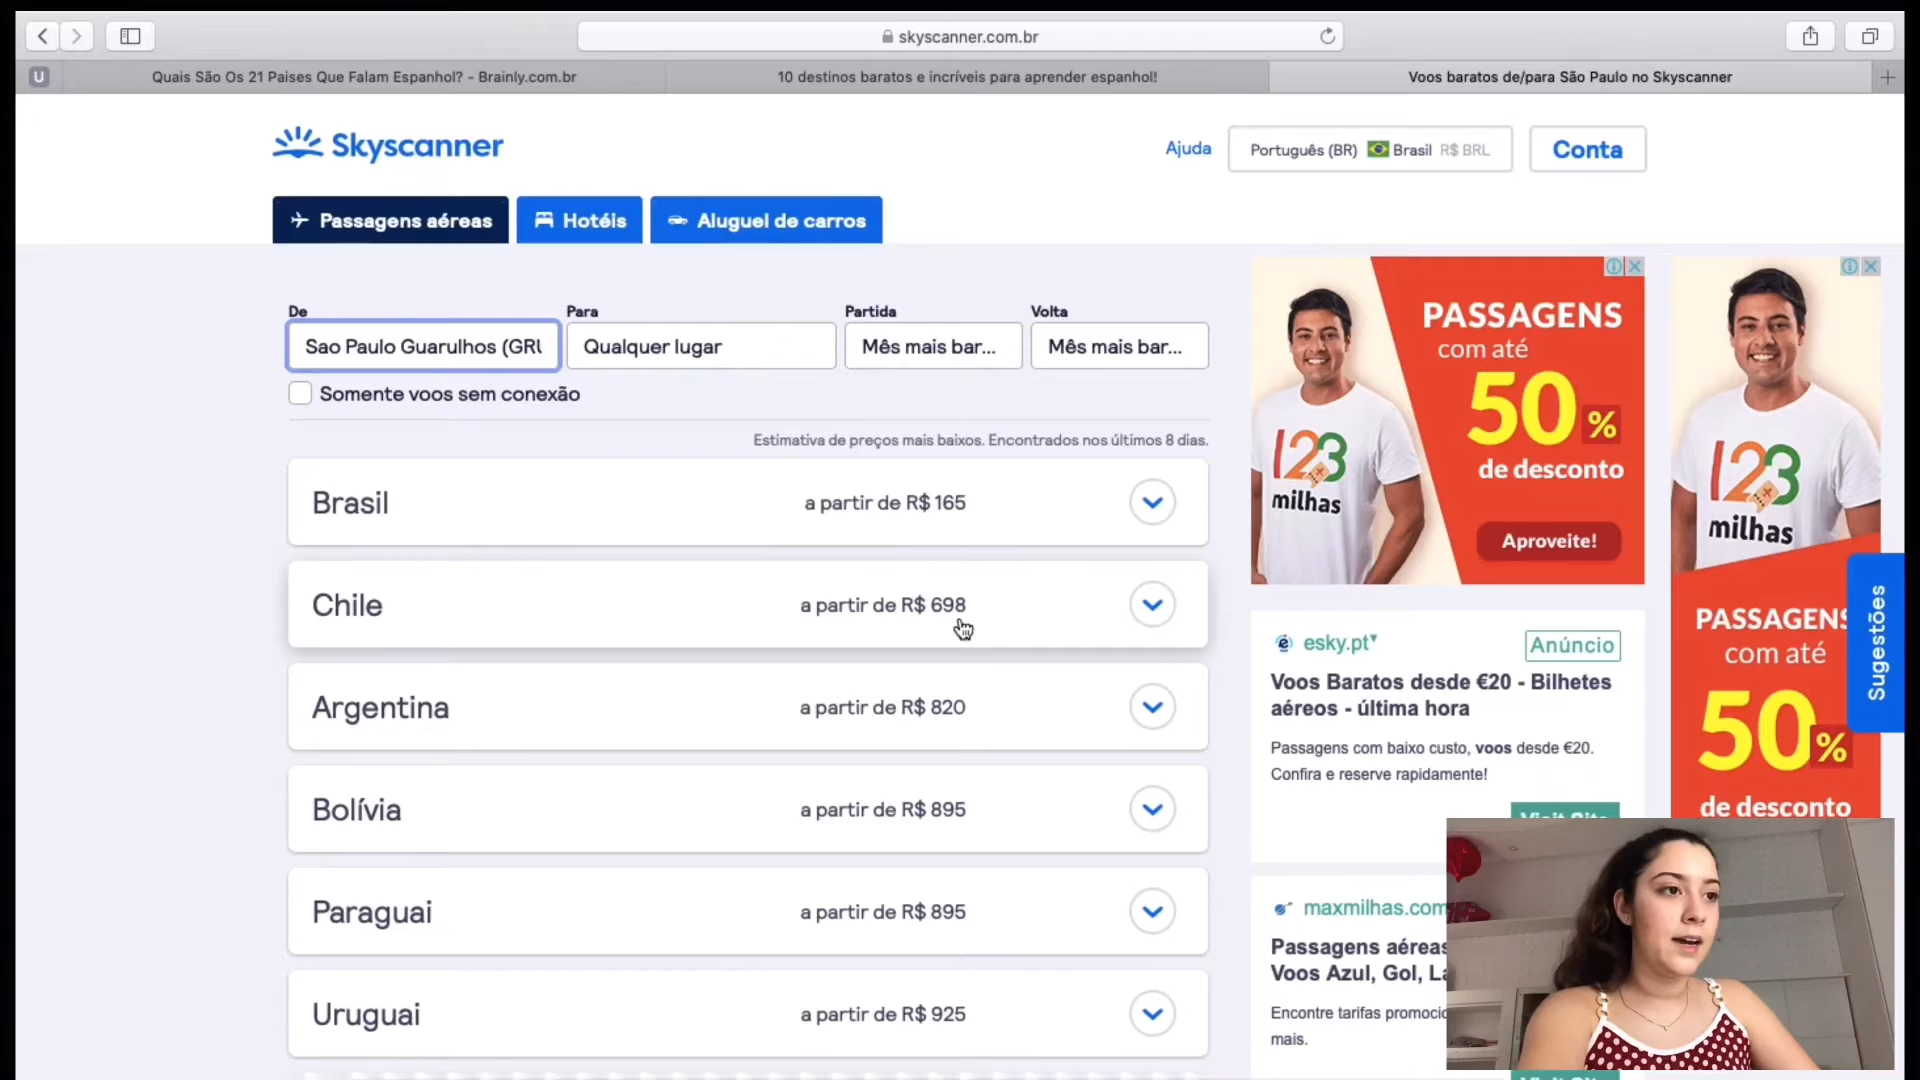 skyscanner.com.br
U
Quais São Os 21 Paises Que Falam Espanhol? - Brainly.com.br
10 destinos baratos e incríveis para aprender espanhol!
Voos baratos de/para São Paulo no Skyscanner
Skyscanner
Ajuda
Português (BR) Brasil R$ BRL
Conta
Passagens aéreas
Hotéis
Aluguel de carros
De
Para
Partida
Volta
Sao Paulo Guarulhos (GRU
Qualquer lugar
Mês mais bar...
Mês mais bar...
Somente voos sem conexão
Estimativa de preços mais baixos. Encontrados nos últimos 8 dias.
Brasil
a partir de R$ 165
Chile
a partir de R$ 698
Argentina
a partir de R$ 820
Bolívia
a partir de R$ 895
Paraguai
a partir de R$ 895
Uruguai
a partir de R$ 925
PASSAGENS
com até
50%
de desconto
Aproveite!
123
milhas
esky.pt
Anúncio
Voos Baratos desde €20 - Bilhetes
aéreos - última hora
Passagens com baixo custo, voos desde €20.
Confira e reserve rapidamente!
Visit Site
maxmilhas.com
Passagens aéreas
Voos Azul, Gol, La
Encontre tarifas promocio
mais.
Visit Site
123
milhas
PASSAGENS
com até
50%
de desconto
Sugestões